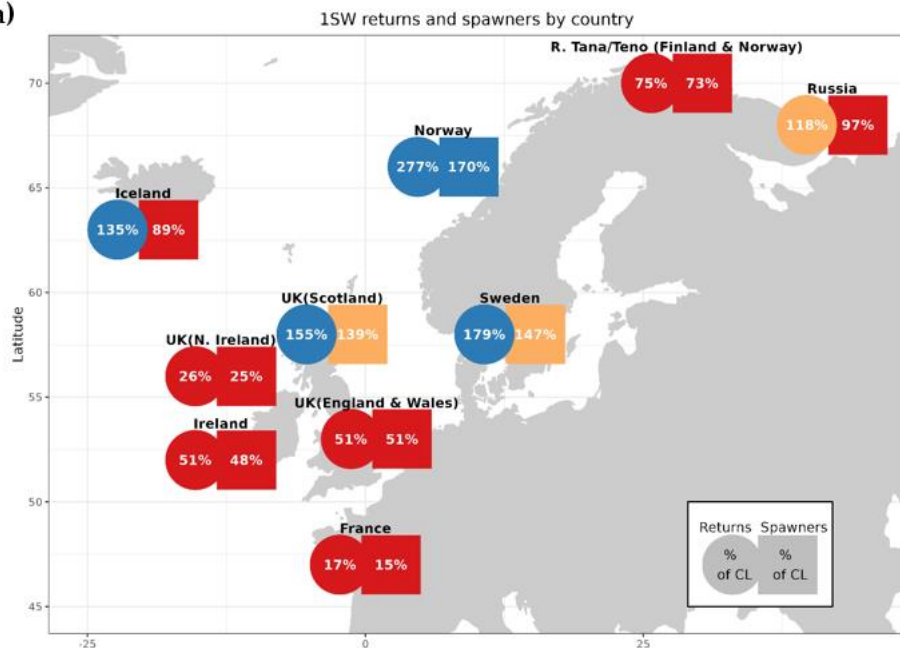 a)
1SW returns and spawners by country
R. Tana/Teno (Finland & Norway)
75% 73%
Russia
118% 97%
Norway
277% 170%
Iceland
135% 89%
UK(Scotland)
155% 139%
Sweden
179% 147%
UK(N. Ireland)
26% 25%
UK(England & Wales)
51% 51%
Ireland
51% 48%
France
17% 15%
Returns Spawners
% %
of CL of CL
Latitude
70
65
60
55
50
45
-25 0 25